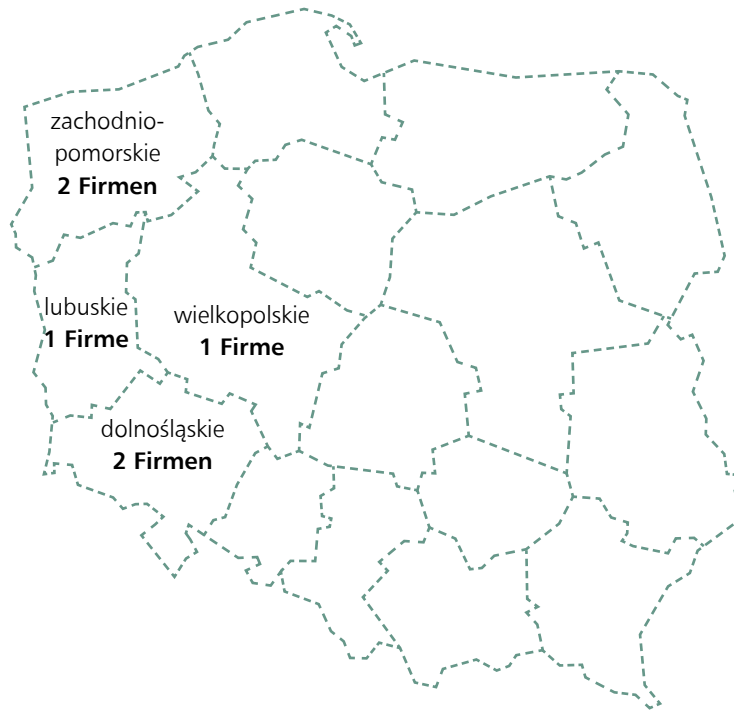 zachodnio-
pomorskie
2 Firmen
lubuskie
1 Firme
wielkopolskie
1 Firme
dolnośląskie
2 Firmen